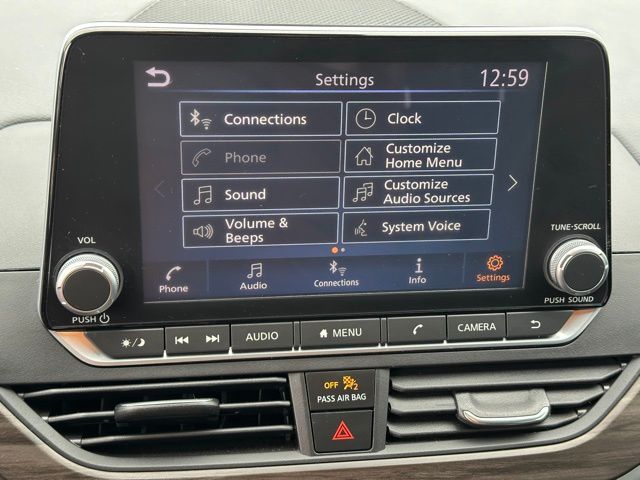 Settings 12:59
Connections Clock
Phone Customize Home Menu
Sound Customize Audio Sources
Volume & Beeps System Voice
Phone Audio Connections Info Settings
VOL
PUSH
TUNE·SCROLL
PUSH SOUND
AUDIO MENU CAMERA
OFF 2
PASS AIR BAG